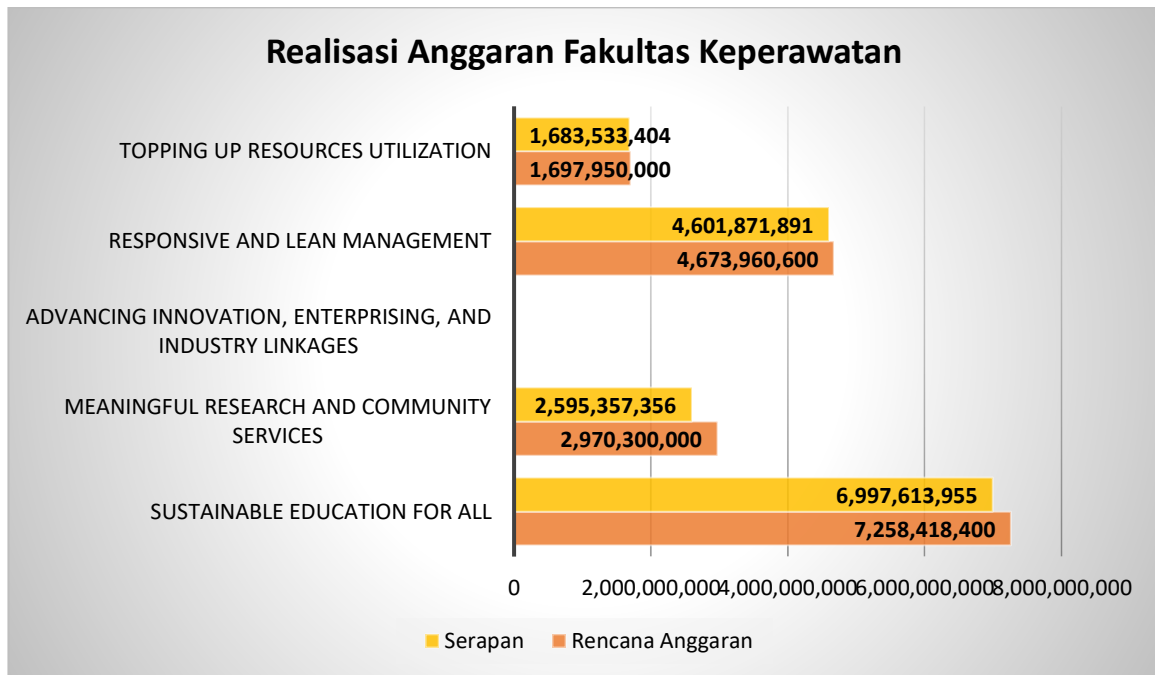 Realisasi Anggaran Fakultas Keperawatan
TOPPING UP RESOURCES UTILIZATION
1,683,533,404
1,697,950,000
RESPONSIVE AND LEAN MANAGEMENT
4,601,871,891
4,673,960,600
ADVANCING INNOVATION, ENTERPRISING, AND
INDUSTRY LINKAGES
MEANINGFUL RESEARCH AND COMMUNITY
SERVICES
2,595,357,356
2,970,300,000
SUSTAINABLE EDUCATION FOR ALL
6,997,613,955
7,258,418,400
0 2,000,000,000 4,000,000,000 6,000,000,000 8,000,000,000
Serapan Rencana Anggaran